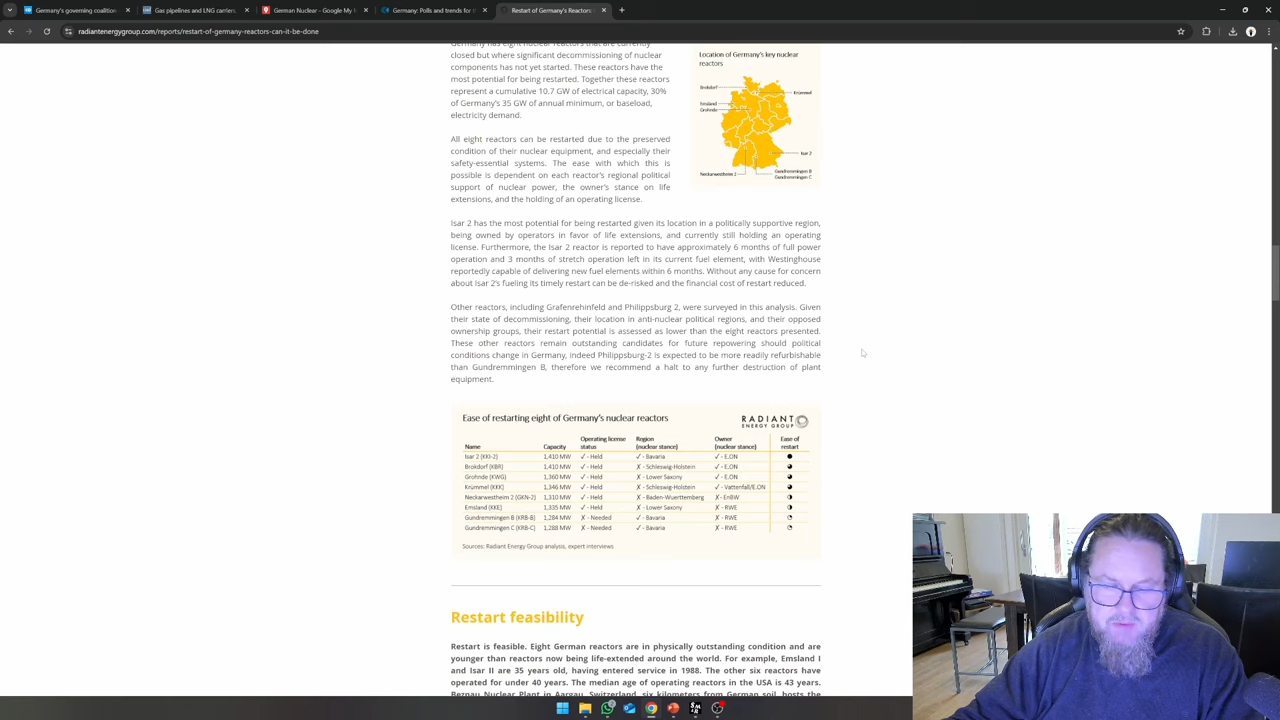 Germany's governing coalition
Gas pipelines and LNG carriers
German Nuclear - Google My
Germany: Polls and trends for t
Restart of Germany's Reactors:
radiantenergygroup.com/reports/restart-of-germany-reactors-can-it-be-done
Germany has eight nuclear reactors that are currently
closed but where significant decommissioning of nuclear
components has not yet started. These reactors have the
most potential for being restarted. Together these reactors
represent a cumulative 10.7 GW of electrical capacity, 30%
of Germany's 35 GW of annual minimum, or baseload,
electricity demand.
Location of Germany's key nuclear
reactors
Brokdorf
Krümmel
Emsland
Grohnde
Isar 2
Neckarwestheim 2
Gundremmingen B
Gundremmingen C
All eight reactors can be restarted due to the preserved
condition of their nuclear equipment, and especially their
safety-essential systems. The ease with which this is
possible is dependent on each reactor's regional political
support of nuclear power, the owner's stance on life
extensions, and the holding of an operating license.
Isar 2 has the most potential for being restarted given its location in a politically supportive region,
being owned by operators in favor of life extensions, and currently still holding an operating
license. Furthermore, the Isar 2 reactor is reported to have approximately 6 months of full power
operation and 3 months of stretch operation left in its current fuel element, with Westinghouse
reportedly capable of delivering new fuel elements within 6 months. Without any cause for concern
about Isar 2's fueling its timely restart can be de-risked and the financial cost of restart reduced.
Other reactors, including Grafenrehinfeld and Philippsburg 2, were surveyed in this analysis. Given
their state of decommissioning, their location in anti-nuclear political regions, and their opposed
ownership groups, their restart potential is assessed as lower than the eight reactors presented.
These other reactors remain outstanding candidates for future repowering should political
conditions change in Germany, indeed Philippsburg-2 is expected to be more readily refurbishable
than Gundremmingen B, therefore we recommend a halt to any further destruction of plant
equipment.
Ease of restarting eight of Germany's nuclear reactors
RADIANT
ENERGY GROUP
Name Capacity Operating license status Region (nuclear stance) Owner (nuclear stance) Ease of restart
Isar 2 (KKI-2) 1,410 MW ✓ - Held ✓ - Bavaria ✓ - E.ON
Brokdorf (KBR) 1,410 MW ✓ - Held ✗ - Schleswig-Holstein ✓ - E.ON
Grohnde (KWG) 1,360 MW ✓ - Held ✗ - Lower Saxony ✓ - E.ON
Krümmel (KKK) 1,346 MW ✓ - Held ✗ - Schleswig-Holstein ✓ - Vattenfall/E.ON
Neckarwestheim 2 (GKN-2) 1,310 MW ✓ - Held ✗ - Baden-Wuerttemberg ✗ - EnBW
Emsland (KKE) 1,335 MW ✓ - Held ✗ - Lower Saxony ✗ - RWE
Gundremmingen B (KRB-B) 1,284 MW ✗ - Needed ✓ - Bavaria ✗ - RWE
Gundremmingen C (KRB-C) 1,288 MW ✗ - Needed ✓ - Bavaria ✗ - RWE
Sources: Radiant Energy Group analysis, expert interviews
Restart feasibility
Restart is feasible. Eight German reactors are in physically outstanding condition and are
younger than reactors now being life-extended around the world. For example, Emsland I
and Isar II are 35 years old, having entered service in 1988. The other six reactors have
operated for under 40 years. The median age of operating reactors in the USA is 43 years.
Beznau Nuclear Plant in Aargau, Switzerland, six kilometers from German soil, hosts the